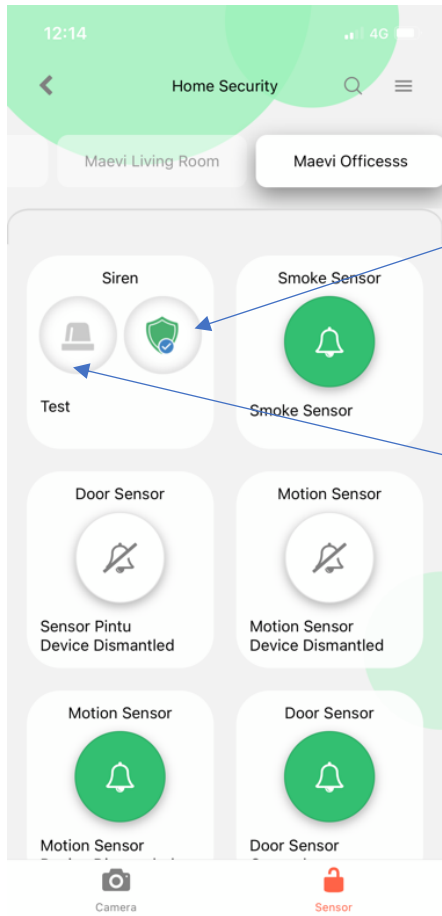 12:14
4G
Home Security
Maevi Living Room
Maevi Officesss
Siren
Smoke Sensor
Test
Smoke Sensor
Door Sensor
Motion Sensor
Sensor Pintu
Device Dismantled
Motion Sensor
Device Dismantled
Motion Sensor
Door Sensor
Motion Sensor
Door Sensor
Camera
Sensor